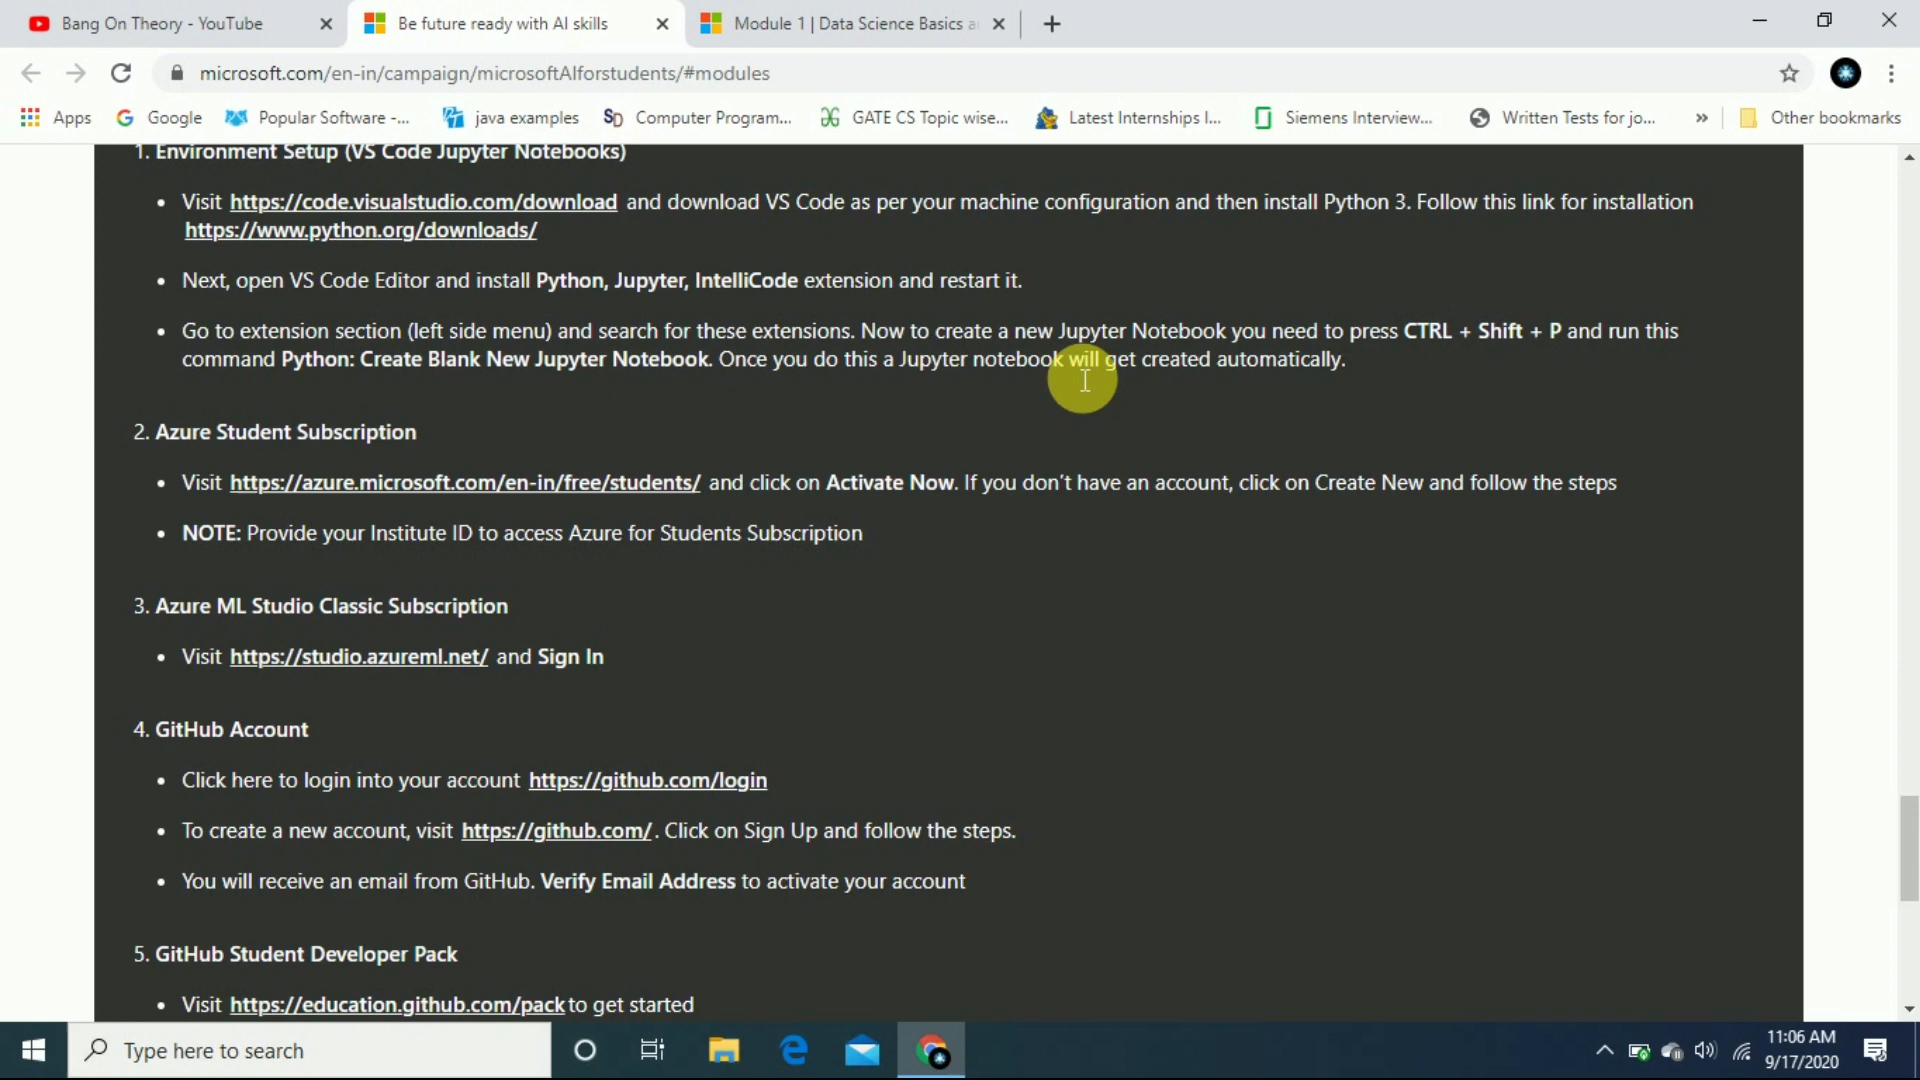 Bang On Theory - YouTube
Be future ready with AI skills
Module 1 | Data Science Basics a
microsoft.com/en-in/campaign/microsoftAIforstudents/#modules
Apps
Google
Popular Software -...
java examples
SD Computer Program...
GATE CS Topic wise...
Latest Internships I...
Siemens Interview...
Written Tests for jo...
»
Other bookmarks
1. Environment Setup (VS Code Jupyter Notebooks)
• Visit https://code.visualstudio.com/download and download VS Code as per your machine configuration and then install Python 3. Follow this link for installation
https://www.python.org/downloads/
• Next, open VS Code Editor and install Python, Jupyter, IntelliCode extension and restart it.
• Go to extension section (left side menu) and search for these extensions. Now to create a new Jupyter Notebook you need to press CTRL + Shift + P and run this
command Python: Create Blank New Jupyter Notebook. Once you do this a Jupyter notebook will get created automatically.
2. Azure Student Subscription
• Visit https://azure.microsoft.com/en-in/free/students/ and click on Activate Now. If you don't have an account, click on Create New and follow the steps
• NOTE: Provide your Institute ID to access Azure for Students Subscription
3. Azure ML Studio Classic Subscription
• Visit https://studio.azureml.net/ and Sign In
4. GitHub Account
• Click here to login into your account https://github.com/login
• To create a new account, visit https://github.com/. Click on Sign Up and follow the steps.
• You will receive an email from GitHub. Verify Email Address to activate your account
5. GitHub Student Developer Pack
• Visit https://education.github.com/pack to get started
Type here to search
11:06 AM
9/17/2020